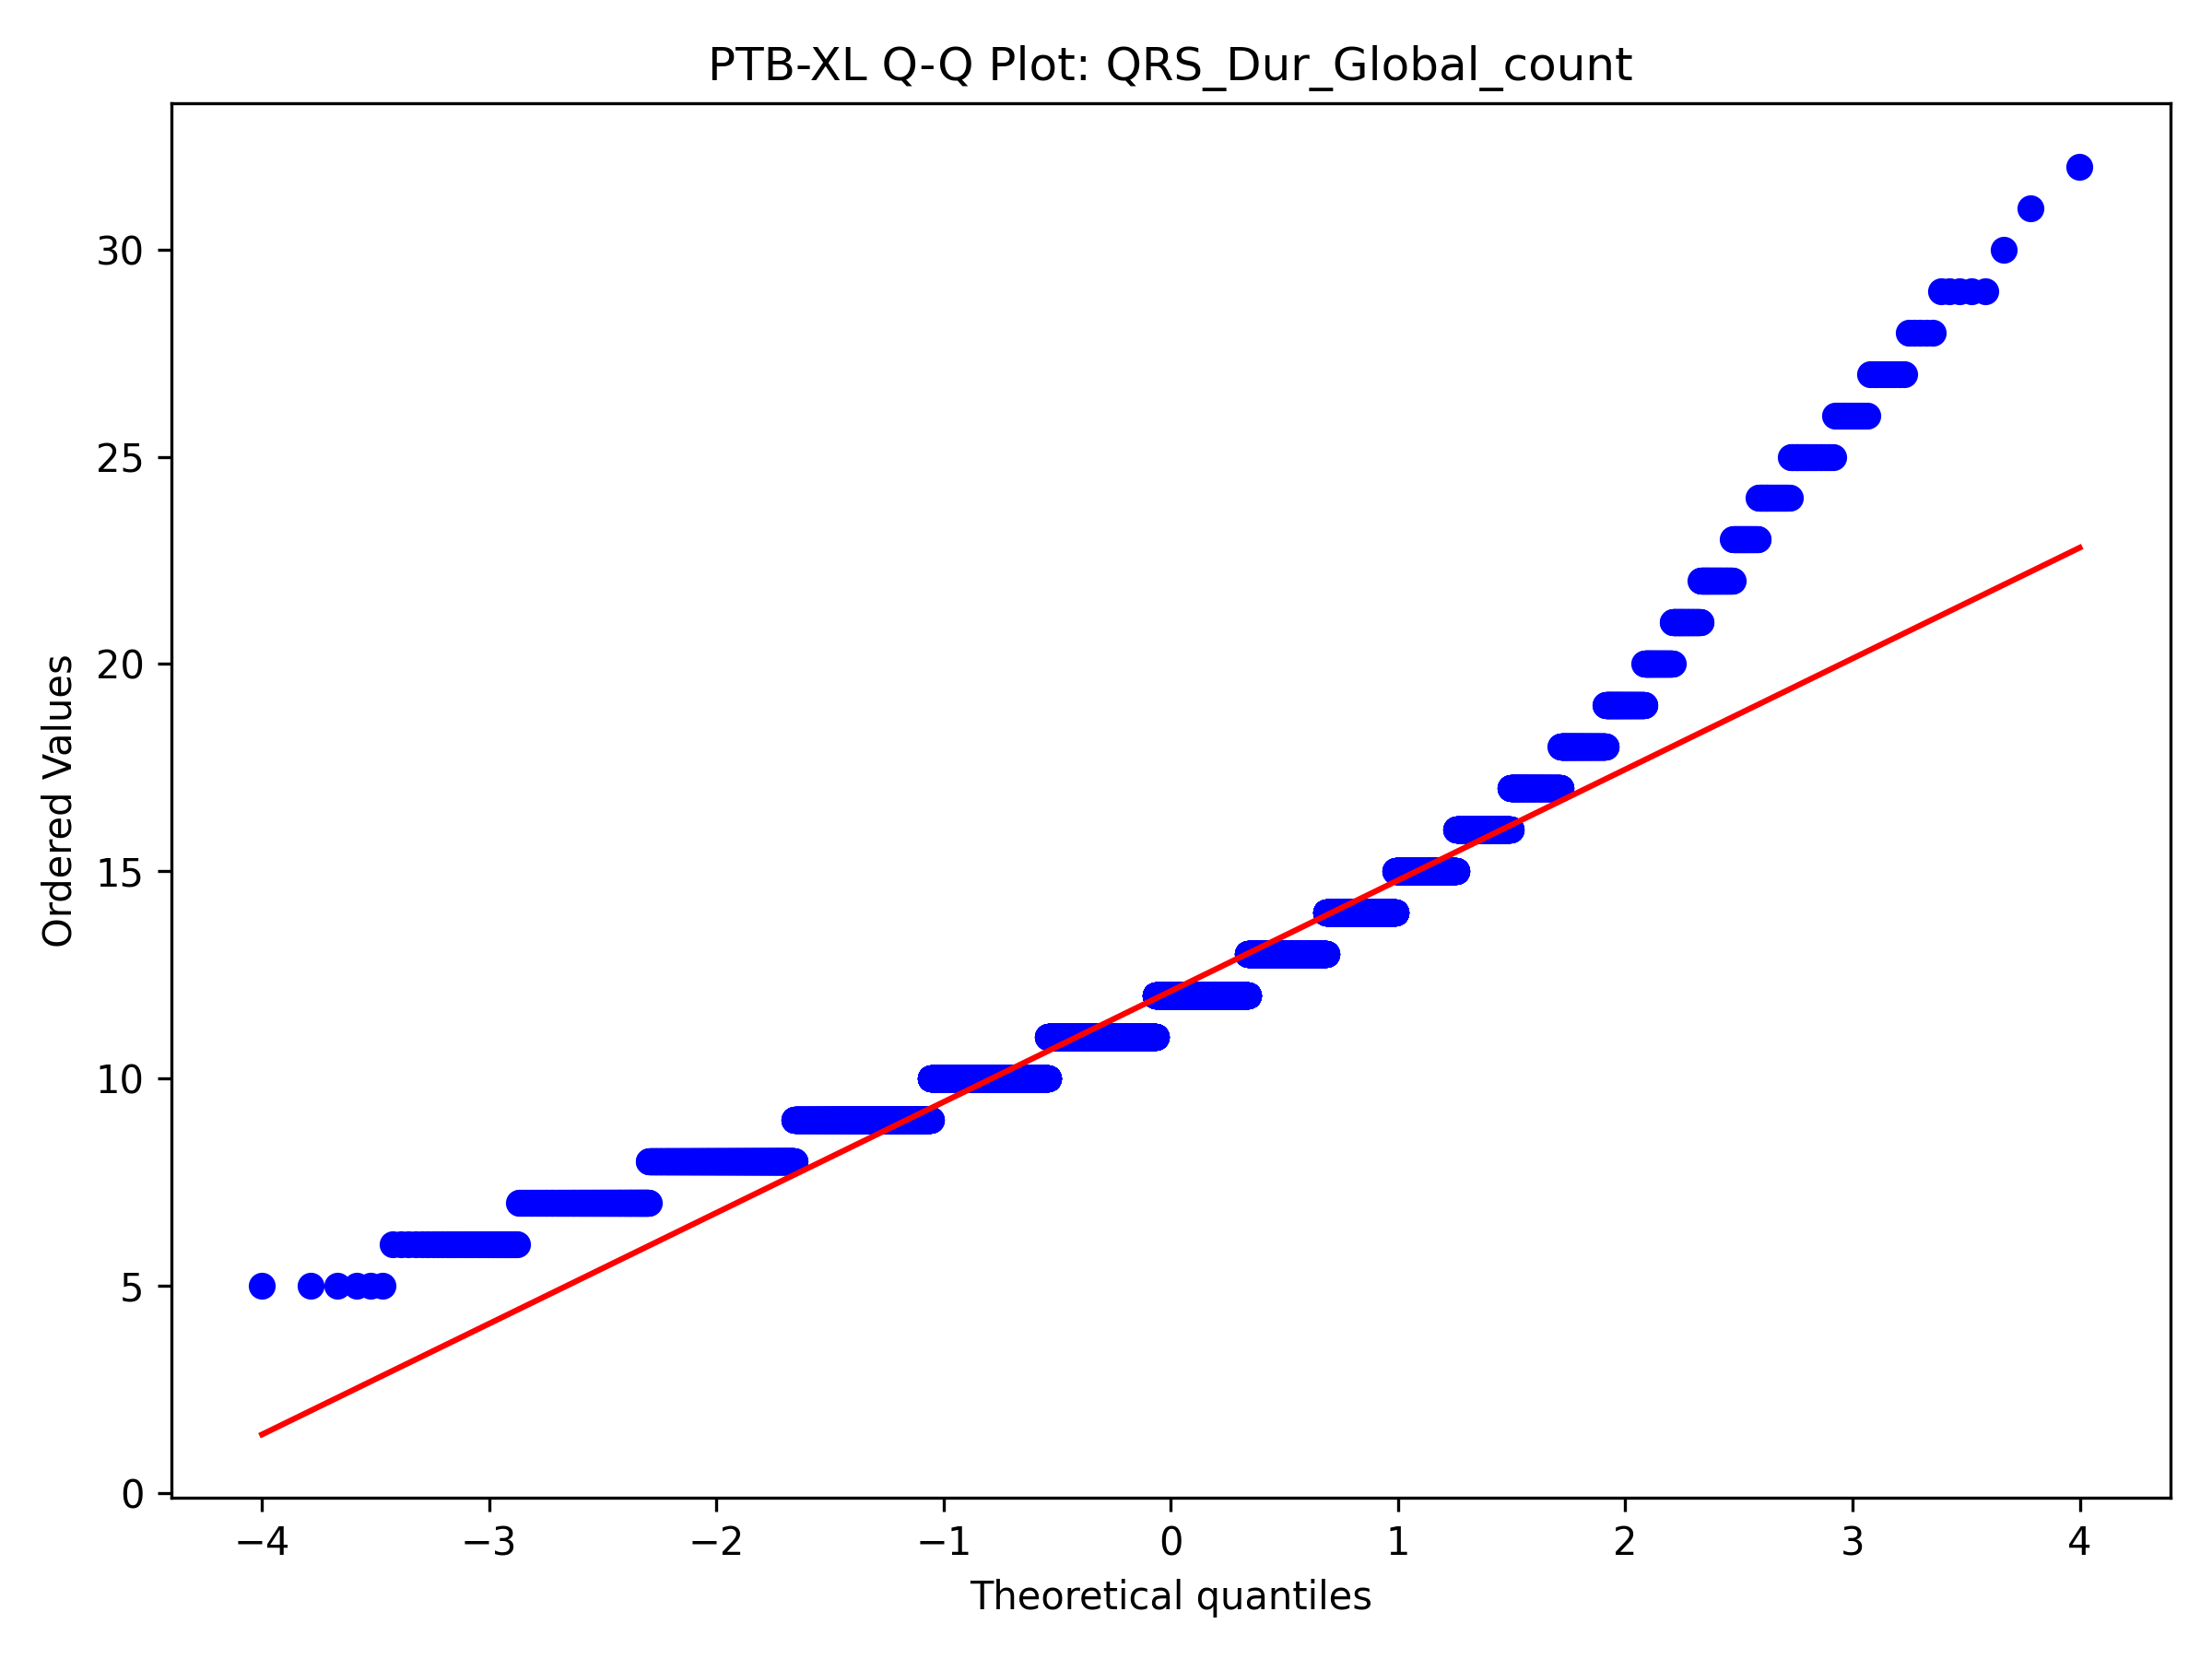 PTB-XL Q-Q Plot: QRS_Dur_Global_count
Ordered Values
30
25
20
15
10
5
0
−4 −3 −2 −1 0 1 2 3 4
Theoretical quantiles